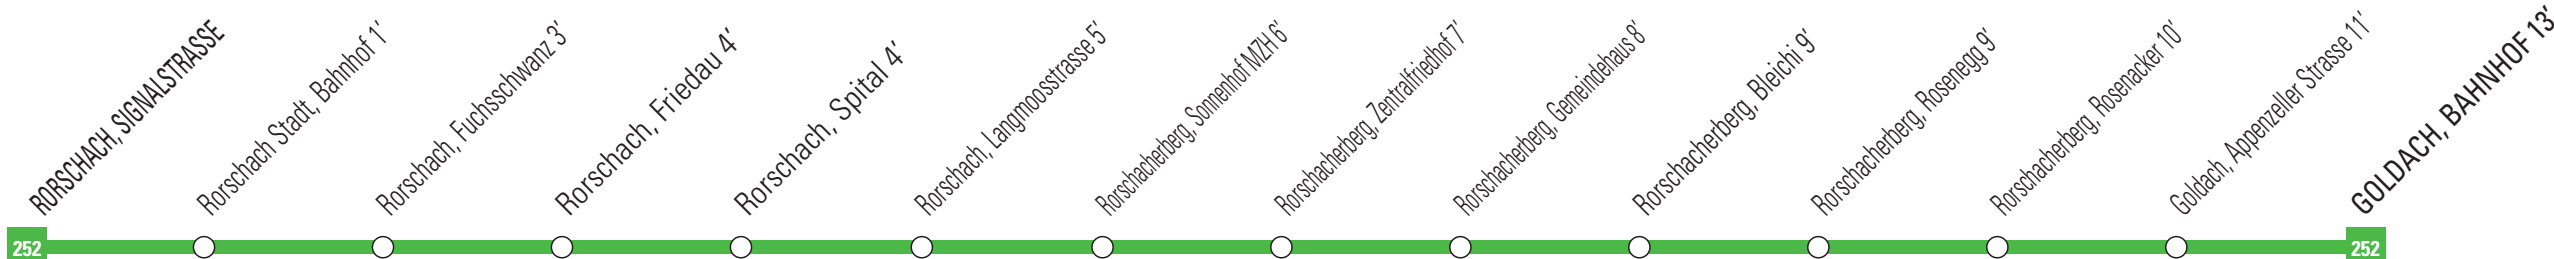 RORSCHACH, SIGNALSTRASSE
Rorschach Stadt, Bahnhof 1′
Rorschach, Fuchsschwanz 3′
Rorschach, Friedau 4′
Rorschach, Spital 4′
Rorschach, Langmoosstrasse 5′
Rorschacherberg, Sonnenhof MZH 6′
Rorschacherberg, Zentralfriedhof 7′
Rorschacherberg, Gemeindehaus 8′
Rorschacherberg, Bleichi 9′
Rorschacherberg, Rosenegg 9′
Rorschacherberg, Rosenacker 10′
Goldach, Appenzeller Strasse 11′
GOLDACH, BAHNHOF 13′
252
252